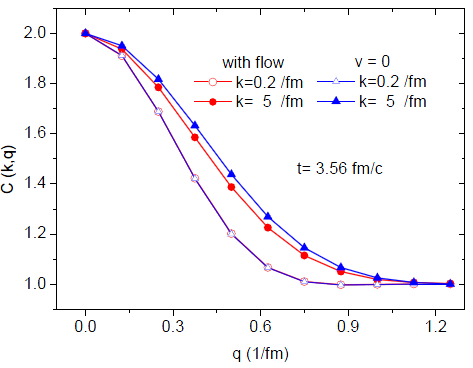 2.0
1.8
1.6
1.4
1.2
1.0
C (k,q)
with flow v = 0
k=0.2 /fm k=0.2 /fm
k= 5 /fm k= 5 /fm
t= 3.56 fm/c
0.0 0.3 0.6 0.9 1.2
q (1/fm)